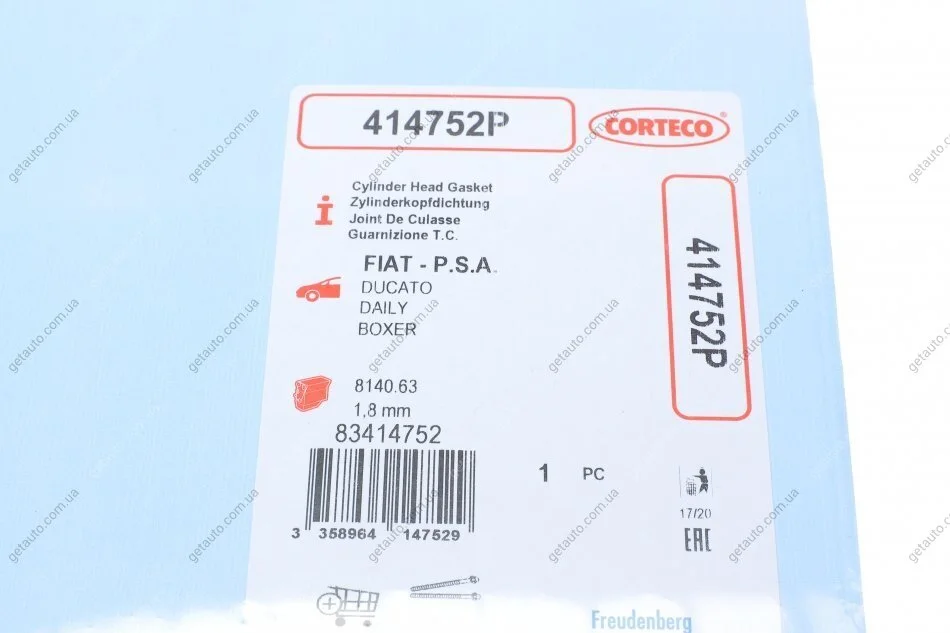 414752P
CORTECO
Cylinder Head Gasket
Zylinderkopfdichtung
Joint De Culasse
Guarnizione T.C.
FIAT - P.S.A.
DUCATO
DAILY
BOXER
414752P
8140.63
1,8 mm
83414752
1 PC
3 358964 147529
17/20
EAC
Freudenberg
getauto.com.ua